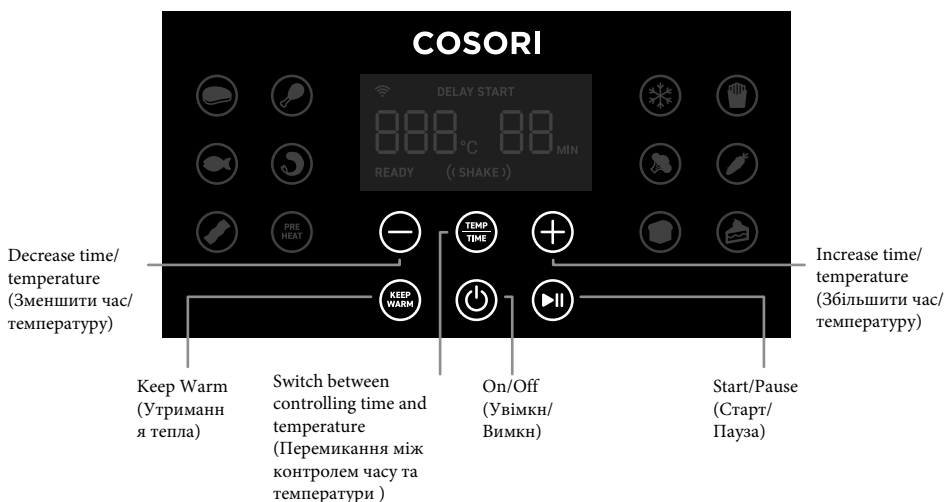 COSORI
DELAY START
888 °C 88 MIN
READY ((SHAKE))
PRE
HEAT
TEMP
TIME
KEEP
WARM
Decrease time/
temperature
(Зменшити час/
температуру)
Increase time/
temperature
(Збільшити час/
температуру)
Keep Warm
(Утриманн
я тепла)
Switch between
controlling time and
temperature
(Перемикання між
контролем часу та
температури )
On/Off
(Увімкн/
Вимкн)
Start/Pause
(Старт/
Пауза)